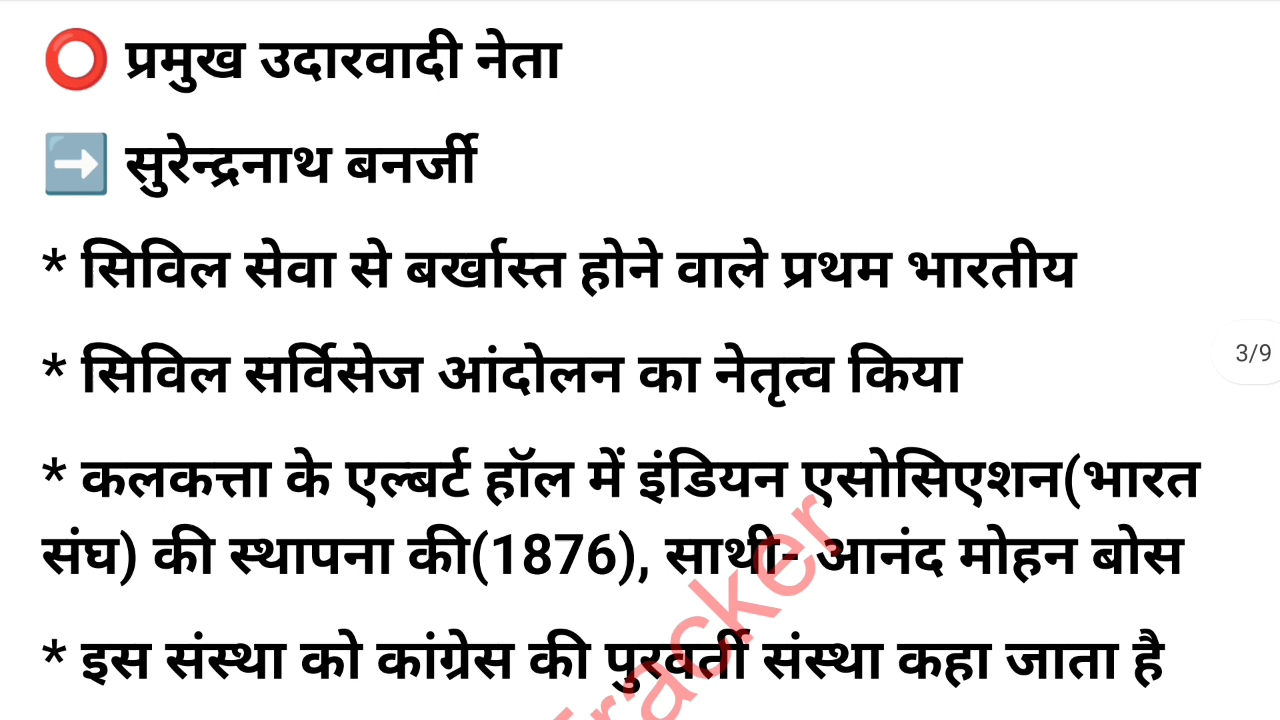 ⭕ प्रमुख उदारवादी नेता
➡️ सुरेन्द्रनाथ बनर्जी
* सिविल सेवा से बर्खास्त होने वाले प्रथम भारतीय
* सिविल सर्विसेज आंदोलन का नेतृत्व किया
3/9
* कलकत्ता के एल्बर्ट हॉल में इंडियन एसोसिएशन(भारत
संघ) की स्थापना की(1876), साथी- आनंद मोहन बोस
* इस संस्था को कांग्रेस की पुरवर्ती संस्था कहा जाता है
racker